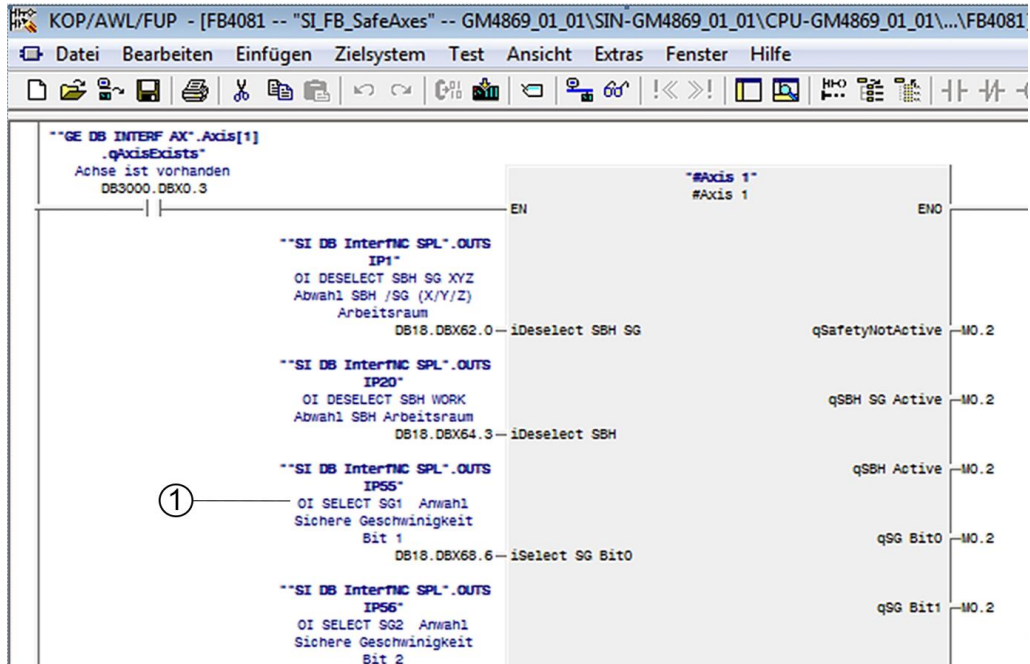 KOP/AWL/FUP - [FB4081 -- "SI_FB_SafeAxes" -- GM4869_01_01\SIN-GM4869_01_01\CPU-GM4869_01_01\...\FB4081]
Datei Bearbeiten Einfügen Zielsystem Test Ansicht Extras Fenster Hilfe
""GE DB INTERF AX".Axis[1]
.qAxisExists"
Achse ist vorhanden
DB3000.DBX0.3
"#Axis 1"
#Axis 1
EN
ENO
""SI DB InterfNC SPL".OUTS
IP1"
OI DESELECT SBH SG XYZ
Abwahl SBH /SG (X/Y/Z)
Arbeitsraum
DB18.DBX62.0 iDeselect SBH SG
qSafetyNotActive M0.2
""SI DB InterfNC SPL".OUTS
IP20"
OI DESELECT SBH WORK
Abwahl SBH Arbeitsraum
DB18.DBX64.3 iDeselect SBH
qSBH SG Active M0.2
""SI DB InterfNC SPL".OUTS
IP55"
1
OI SELECT SG1 Anwahl
Sichere Geschwinigkeit
Bit 1
DB18.DBX68.6 iSelect SG Bit0
qSBH Active M0.2
qSG Bit0 M0.2
""SI DB InterfNC SPL".OUTS
IP56"
OI SELECT SG2 Anwahl
Sichere Geschwinigkeit
Bit 2
qSG Bit1 M0.2